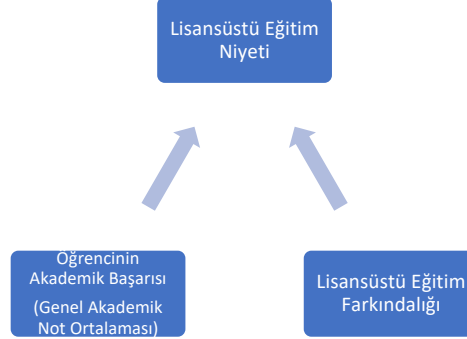 Lisansüstü Eğitim
Niyeti
Öğrencinin
Akademik Başarısı
(Genel Akademik
Not Ortalaması)
Lisansüstü Eğitim
Farkındalığı